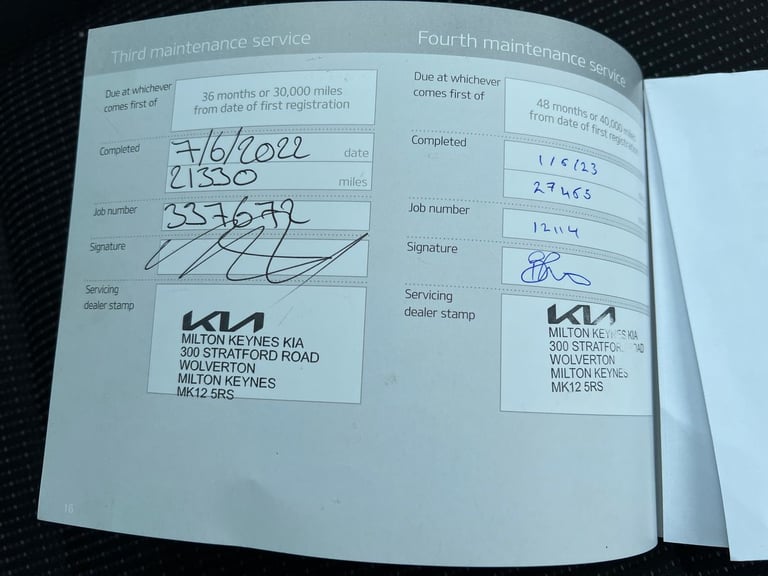 Third maintenance service
Due at whichever
comes first of
36 months or 30,000 miles
from date of first registration
Completed
7/6/2022 date
21330 miles
Job number
337672
Signature
Servicing
dealer stamp
KIA
MILTON KEYNES KIA
300 STRATFORD ROAD
WOLVERTON
MILTON KEYNES
MK12 5RS
16
Fourth maintenance service
Due at whichever
comes first of
48 months or 40,000 miles
from date of first
Completed
1/6/23
27465
Job number
12114
Signature
Servicing
dealer stamp
KIA
MILTON KEYNES KIA
300 STRATFORD ROAD
WOLVERTON
MILTON KEYNES
MK12 5RS